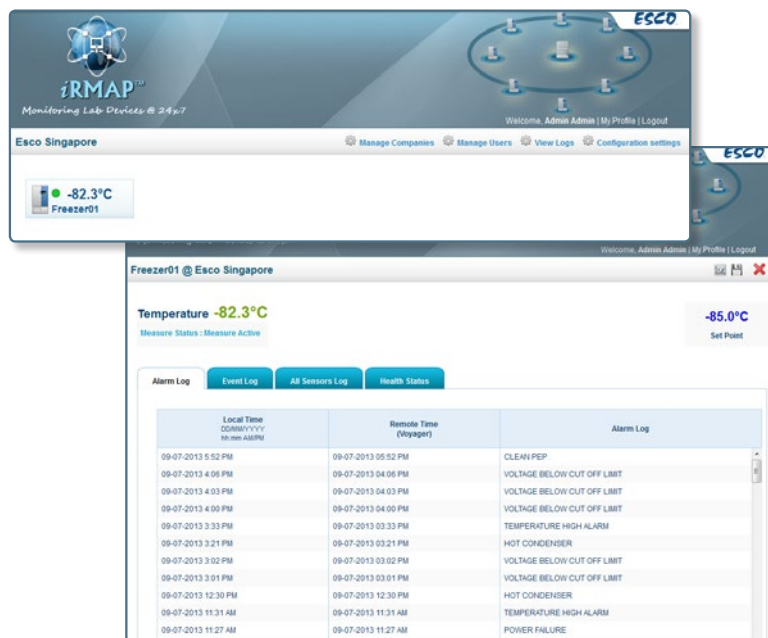 ESCO
iRMAP™
Monitoring Lab Devices @ 24x7
Welcome, Admin Admin | My Profile | Logout
Esco Singapore
Manage Companies Manage Users View Logs Configuration settings
-82.3°C
Freezer01
ESCO
Welcome, Admin Admin | My Profile | Logout
Freezer01 @ Esco Singapore
Temperature -82.3°C
Measure Status : Measure Active
-85.0°C
Set Point
Alarm Log Event Log All Sensors Log Health Status
Local Time
DD/MM/YYYY
hh:mm AM/PM
Remote Time
(Voyager)
Alarm Log
09-07-2013 5:52 PM 09-07-2013 05:52 PM CLEAN PEP
09-07-2013 4:06 PM 09-07-2013 04:06 PM VOLTAGE BELOW CUT OFF LIMIT
09-07-2013 4:03 PM 09-07-2013 04:03 PM VOLTAGE BELOW CUT OFF LIMIT
09-07-2013 4:00 PM 09-07-2013 04:00 PM VOLTAGE BELOW CUT OFF LIMIT
09-07-2013 3:33 PM 09-07-2013 03:33 PM TEMPERATURE HIGH ALARM
09-07-2013 3:21 PM 09-07-2013 03:21 PM HOT CONDENSER
09-07-2013 3:02 PM 09-07-2013 03:02 PM VOLTAGE BELOW CUT OFF LIMIT
09-07-2013 3:01 PM 09-07-2013 03:01 PM VOLTAGE BELOW CUT OFF LIMIT
09-07-2013 12:30 PM 09-07-2013 12:30 PM HOT CONDENSER
09-07-2013 11:31 AM 09-07-2013 11:31 AM TEMPERATURE HIGH ALARM
09-07-2013 11:27 AM 09-07-2013 11:27 AM POWER FAILURE